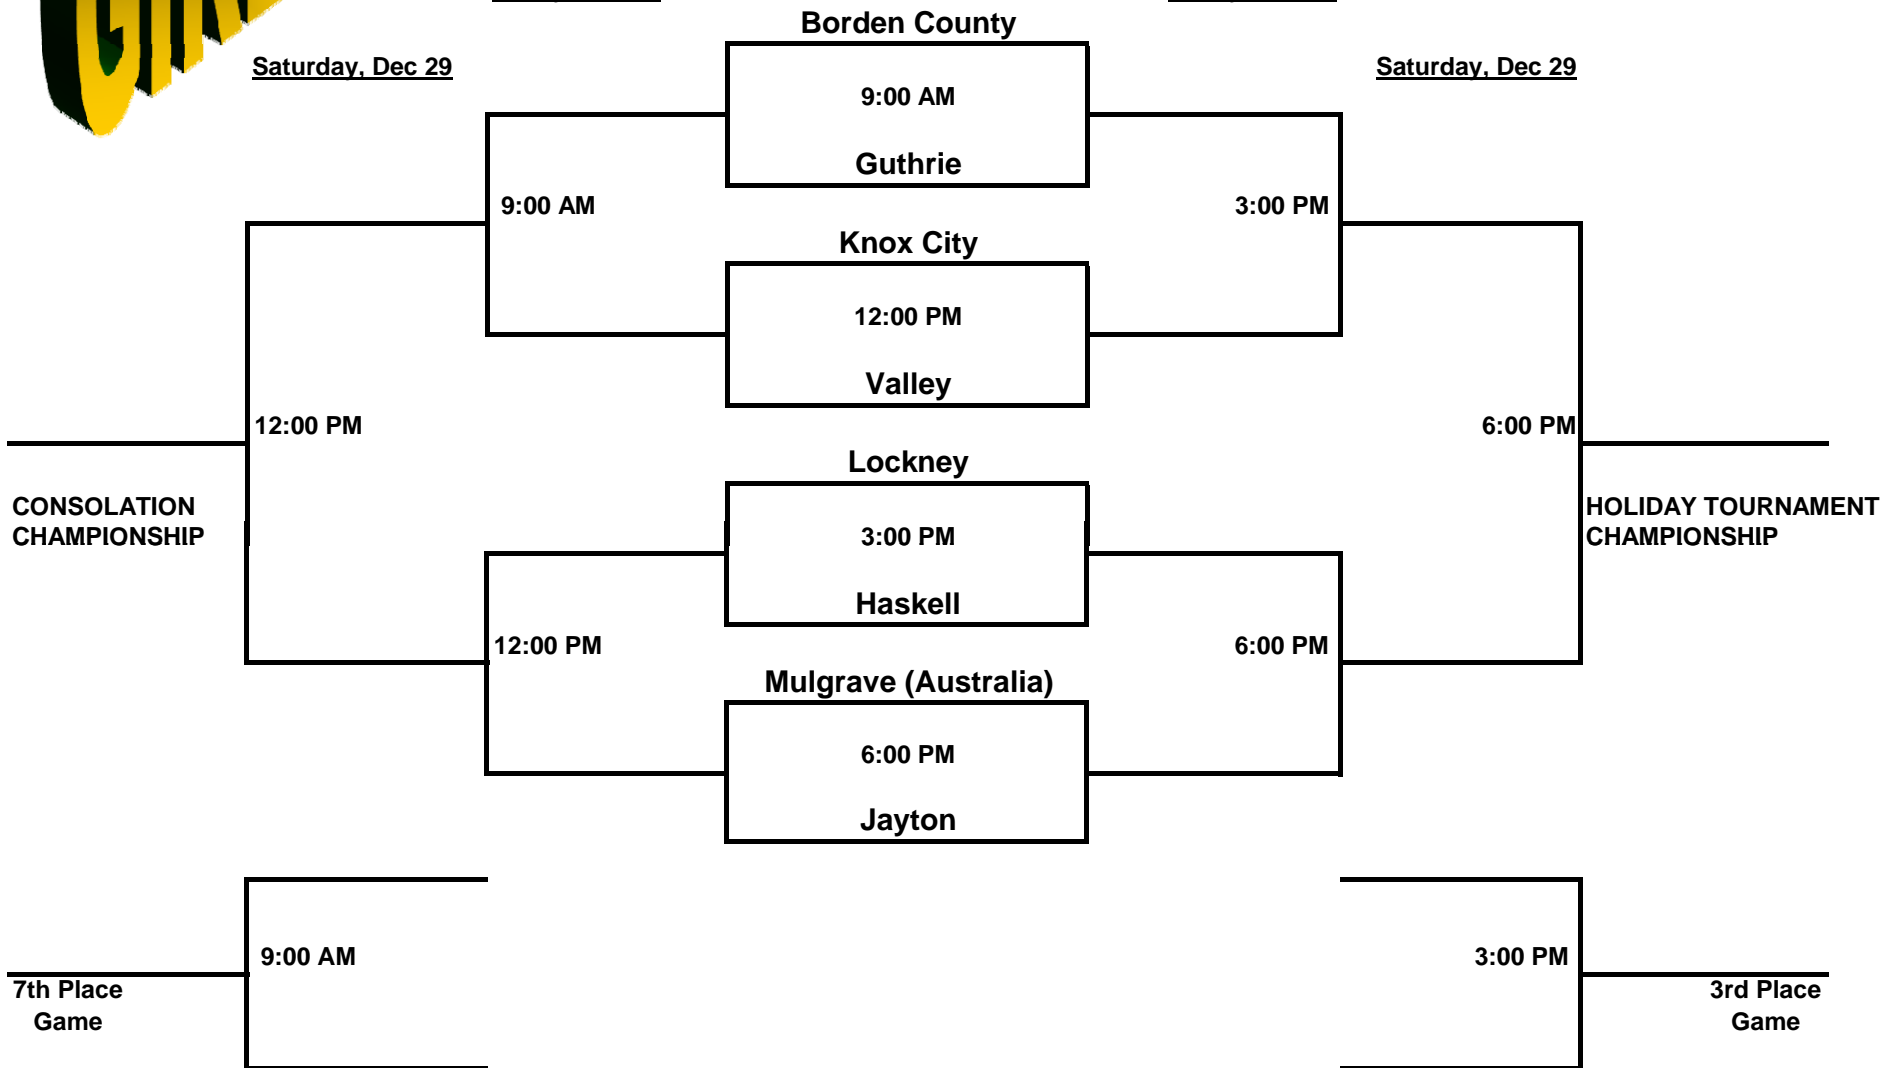 Borden County
Saturday, Dec 29
Saturday, Dec 29
9:00 AM
Guthrie
9:00 AM
3:00 PM
Knox City
12:00 PM
Valley
12:00 PM
6:00 PM
Lockney
CONSOLATION
CHAMPIONSHIP
HOLIDAY TOURNAMENT
CHAMPIONSHIP
3:00 PM
Haskell
12:00 PM
6:00 PM
Mulgrave (Australia)
6:00 PM
Jayton
9:00 AM
3:00 PM
7th Place
Game
3rd Place
Game